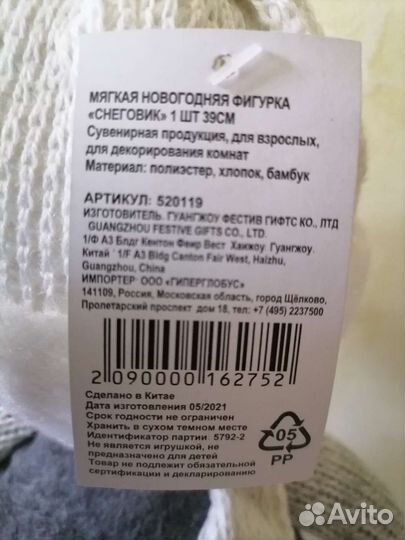 МЯГКАЯ НОВОГОДНЯЯ ФИГУРКА
«СНЕГОВИК» 1 ШТ 39СМ
Сувенирная продукция, для взрослых,
для декорирования комнат
Материал: полиэстер, хлопок, бамбук
АРТИКУЛ: 520119
ИЗГОТОВИТЕЛЬ. ГУАНГЖОУ ФЕСТИВ ГИФТС КО., ЛТД
GUANGZHOU FESTIVE GIFTS CO., LTD.
1/Ф А3 Блдг Кентон Феир Вест Хаижоу. Гуангжоу.
Китай 1/F A3 Bldg Canton Fair West, Haizhu,
Guangzhou, China
ИМПОРТЕР: ООО «ГИПЕРГЛОБУС»
141109, Россия, Московская область, город Щёлково,
Пролетарский проспект дом 18, тел: +7 (495) 2237500
2 090000 162752
Сделано в Китае
Дата изготовления 05/2021
Срок годности не ограничен
Хранить в сухом темном месте
Идентификатор партии 5792-2
Не является игрушкой, не
предназначено для детей
Товар не подлежит обязательной
сертификации и декларированию
05
PP
Avito